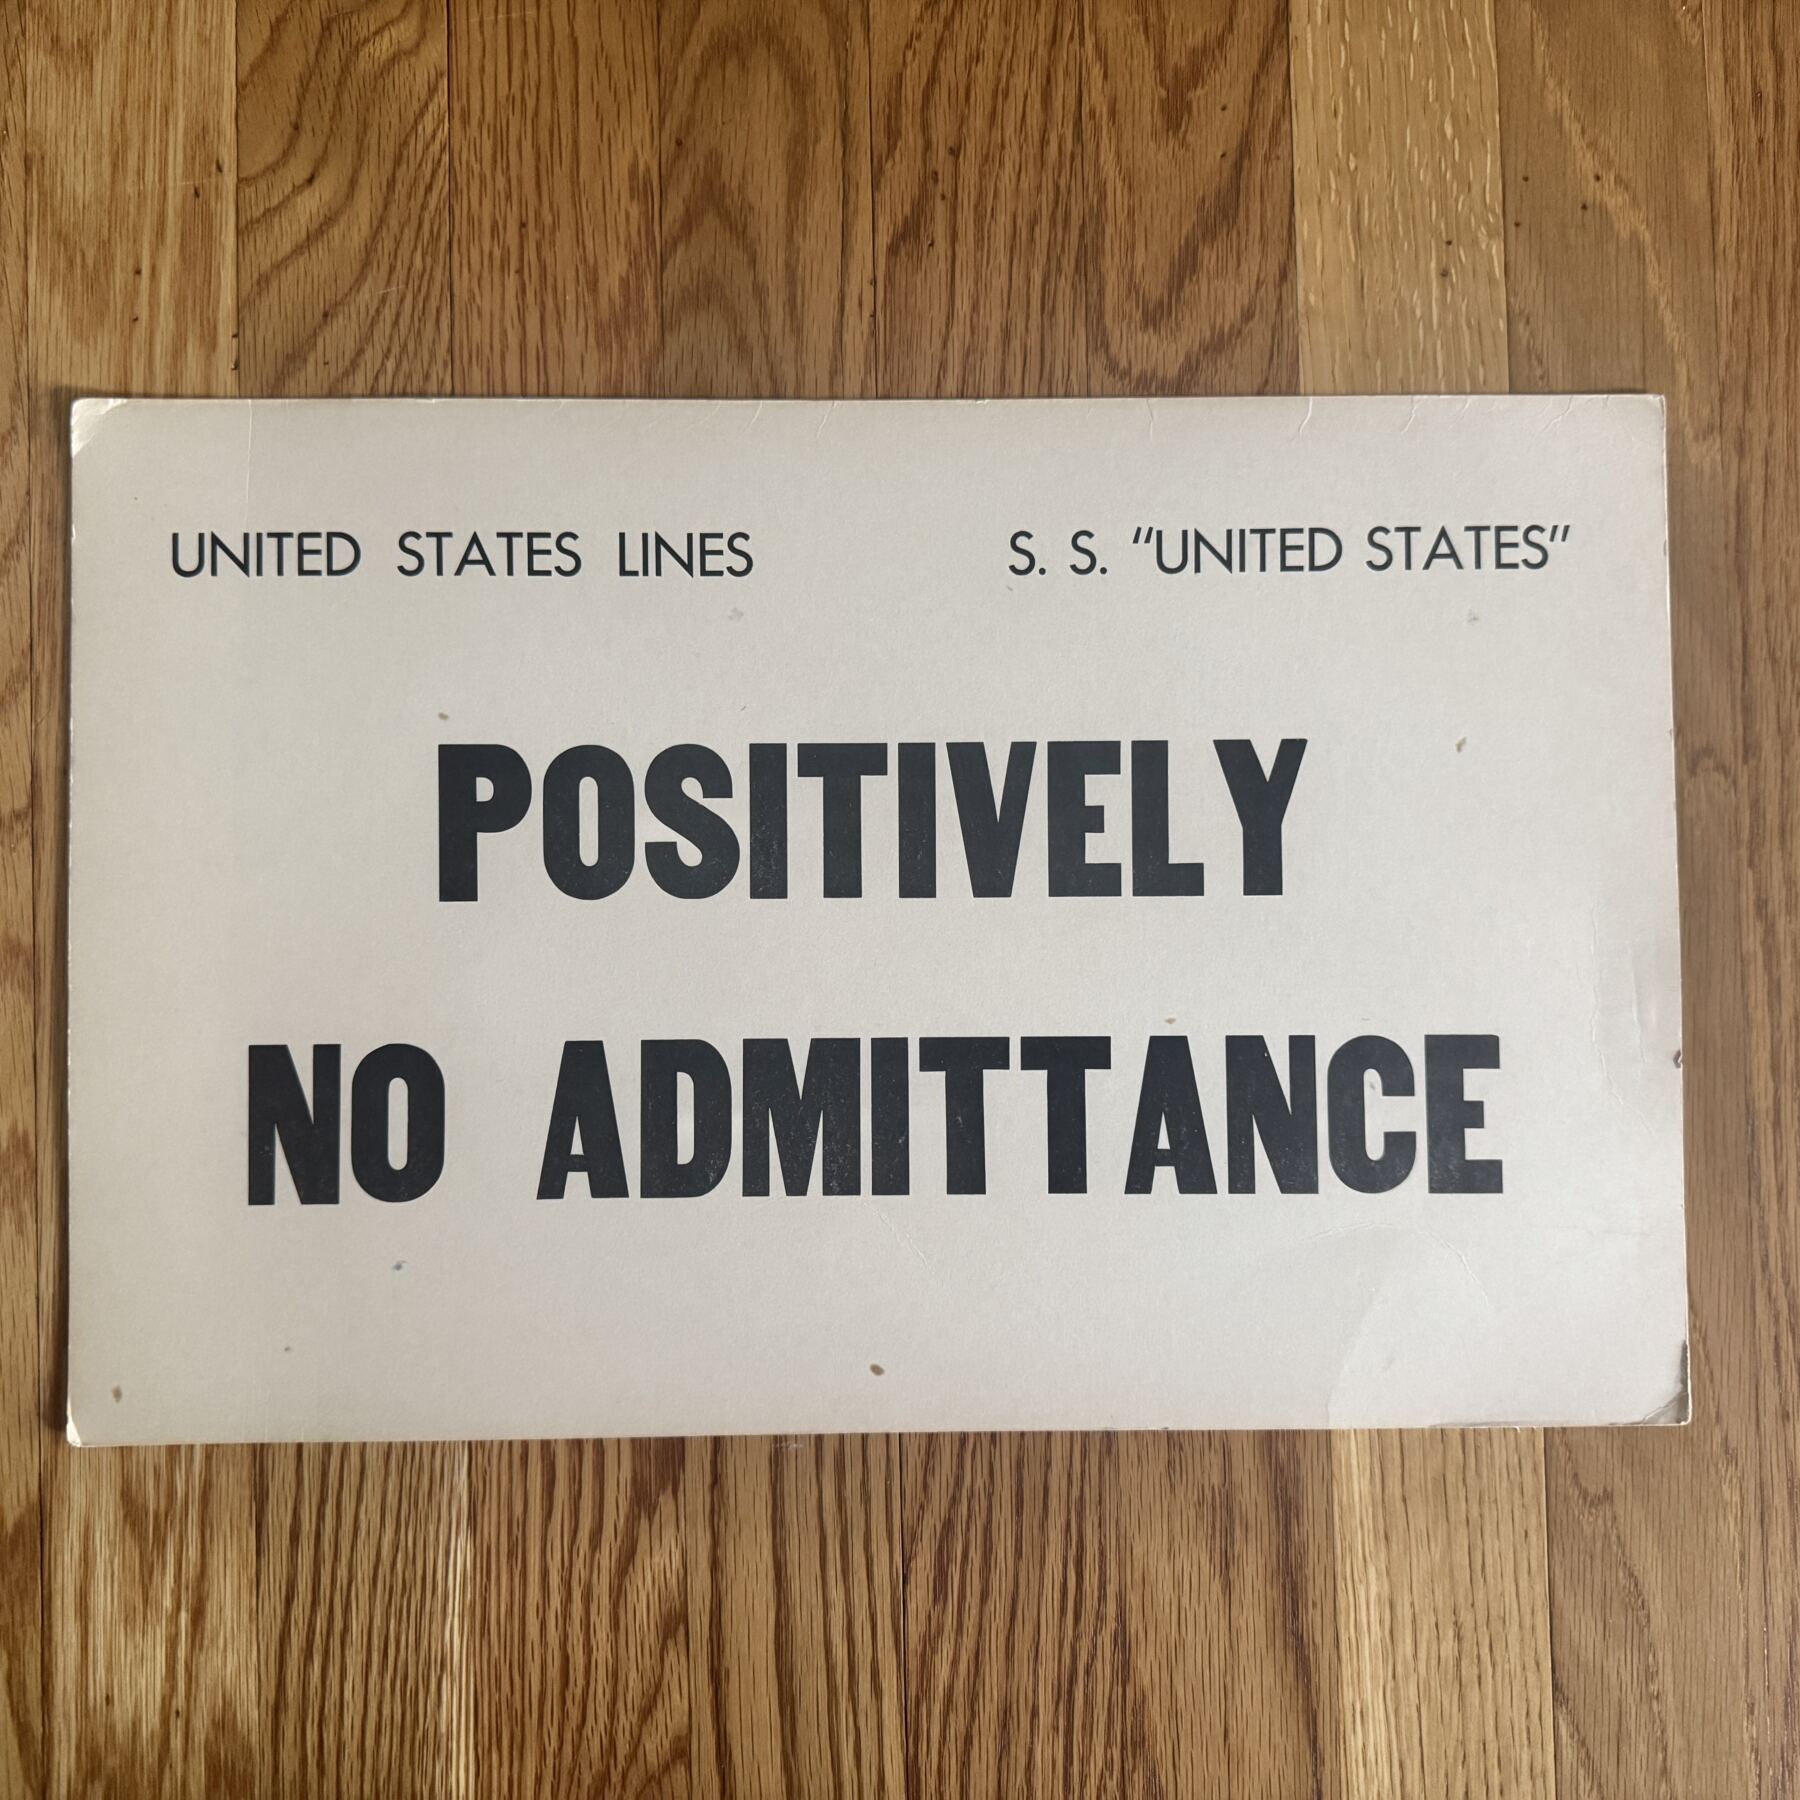 UNITED STATES LINES S. S. "UNITED STATES"
POSITIVELY
NO ADMITTANCE